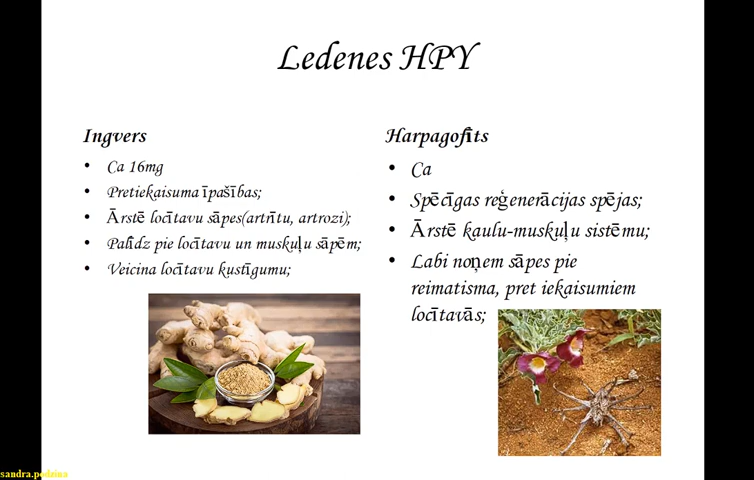 Ledenes HPY
Ingvers
• Ca 16mg
• Pretiekaisuma īpašības;
• Ārstē locītavu sāpes(artrītu, artrozi);
• Palīdz pie locītavu un muskuļu sāpēm;
• Veicina locītavu kustīgumu;
Harpagofīts
• Ca
• Spēcīgas reģenerācijas spējas;
• Ārstē kaulu-muskuļu sistēmu;
• Labi noņem sāpes pie
reimatisma, pret iekaisumiem
locītavās;
sandra.podzina